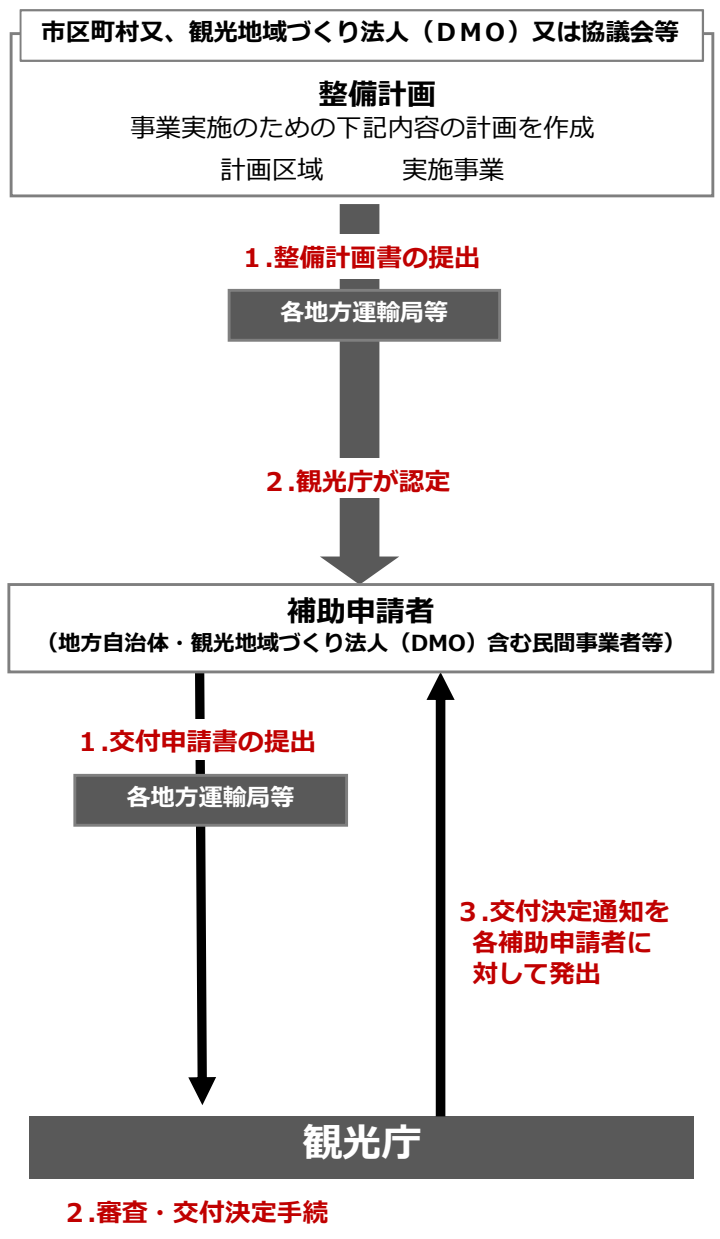 市区町村又、観光地域づくり法人（ＤＭＯ）又は協議会等
整備計画
事業実施のための下記内容の計画を作成
計画区域　　　実施事業
１.整備計画書の提出
各地方運輸局等
２.観光庁が認定
補助申請者
（地方自治体・観光地域づくり法人（DMO）含む民間事業者等）
１.交付申請書の提出
各地方運輸局等
３.交付決定通知を
各補助申請者に
対して発出
観光庁
２.審査・交付決定手続